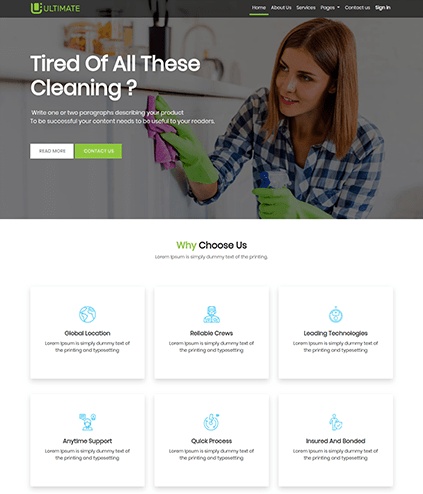 ULTIMATE
Home About Us Services Pages Contact us Sign in
Tired Of All These
Cleaning ?
Write one or two paragraphs describing your product
To be successful your content needs to be useful to your readers,
READ MORE CONTACT US
Why Choose Us
Lorem Ipsum is simply dummy text of the printing.
Global Location
Lorem Ipsum is simply dummy text of
the printing and typesetting
Reliable Crews
Lorem Ipsum is simply dummy text of
the printing and typesetting
Leading Technologies
Lorem Ipsum is simply dummy text of
the printing and typesetting
Anytime Support
Lorem Ipsum is simply dummy text of
the printing and typesetting
Quick Process
Lorem Ipsum is simply dummy text of
the printing and typesetting
Insured And Bonded
Lorem Ipsum is simply dummy text of
the printing and typesetting